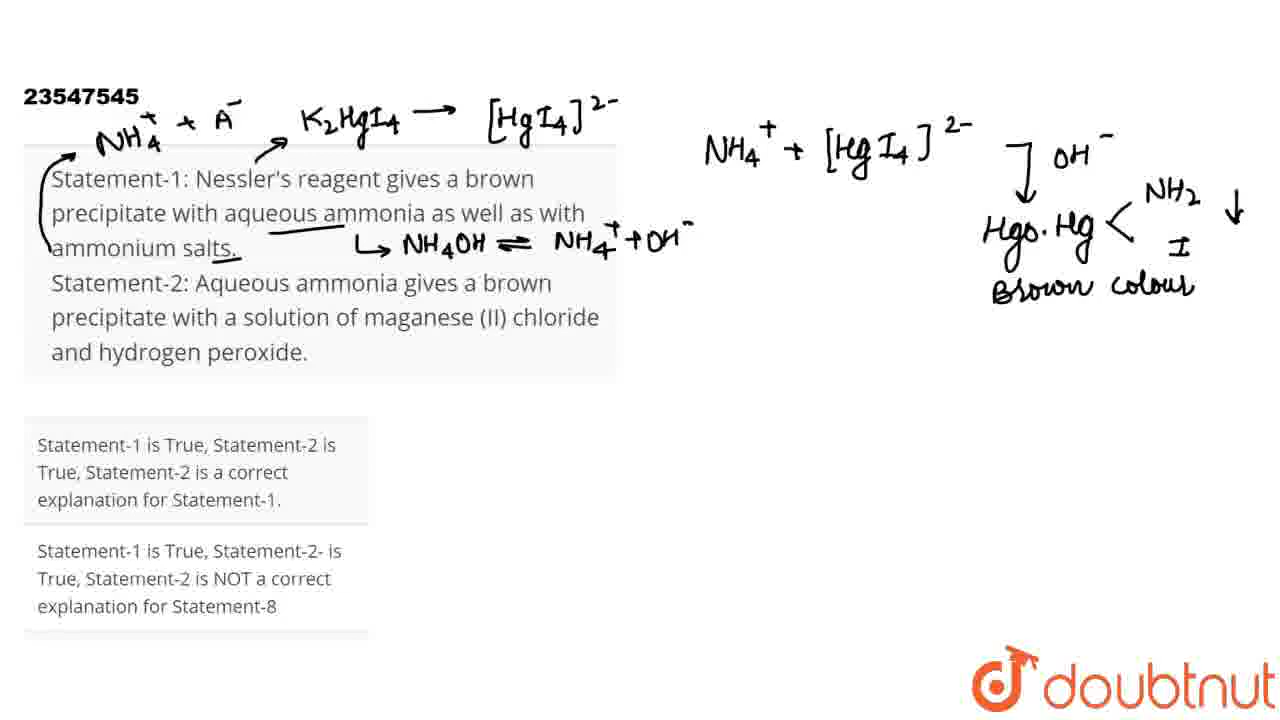 23547545
NH4+ + A- K2HgI4 → [HgI4]2-
NH4+ + [HgI4]2- OH-
Statement-1: Nessler's reagent gives a brown
precipitate with aqueous ammonia as well as with
ammonium salts.
NH4OH ⇌ NH4+ + OH-
HgO.Hg NH2 ↓
I
Brown colour
Statement-2: Aqueous ammonia gives a brown
precipitate with a solution of maganese (II) chloride
and hydrogen peroxide.
Statement-1 is True, Statement-2 is
True, Statement-2 is a correct
explanation for Statement-1.
Statement-1 is True, Statement-2- is
True, Statement-2 is NOT a correct
explanation for Statement-8
doubtnut